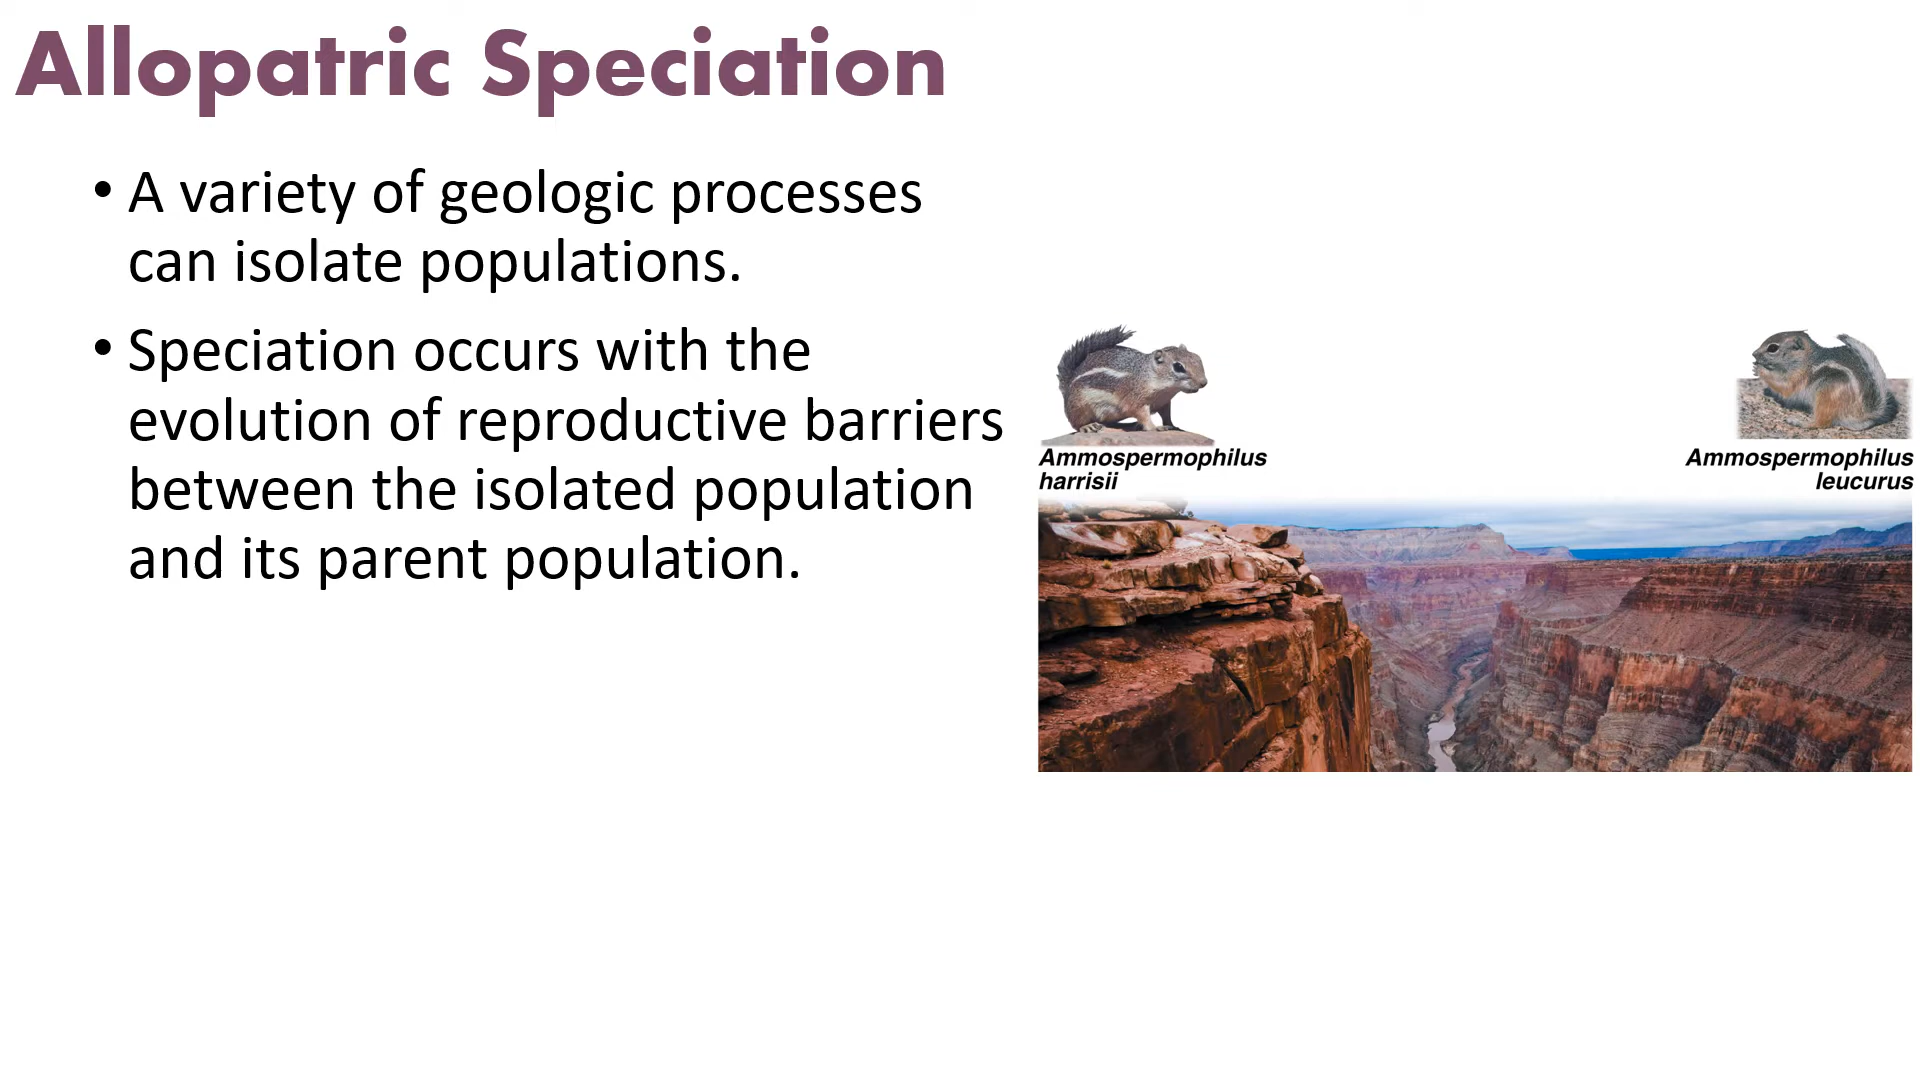 Allopatric Speciation
• A variety of geologic processes
can isolate populations.
• Speciation occurs with the
evolution of reproductive barriers
between the isolated population
and its parent population.
Ammospermophilus
harrisii
Ammospermophilus
leucurus